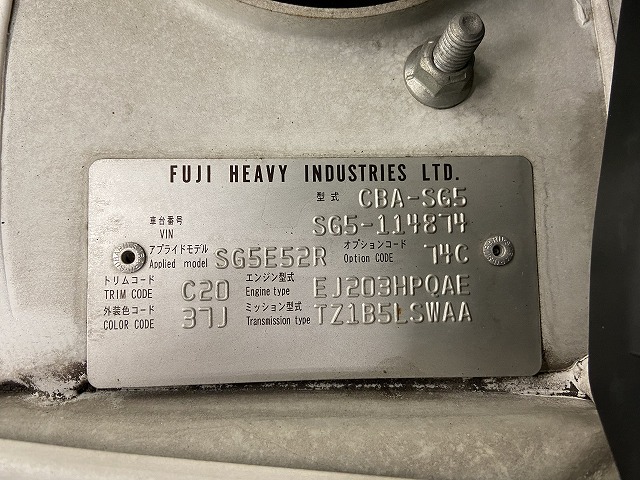 FUJI HEAVY INDUSTRIES LTD.
型式 CBA-SG5
車台番号 VIN SG5-114874
アプライドモデル Applied model SG5E52R オプションコード Option CODE 74C
トリムコード TRIM CODE C20 エンジン型式 Engine type EJ203HPQAE
外装色コード COLOR CODE 37J ミッション型式 Transmission type TZ1B5LSWAA